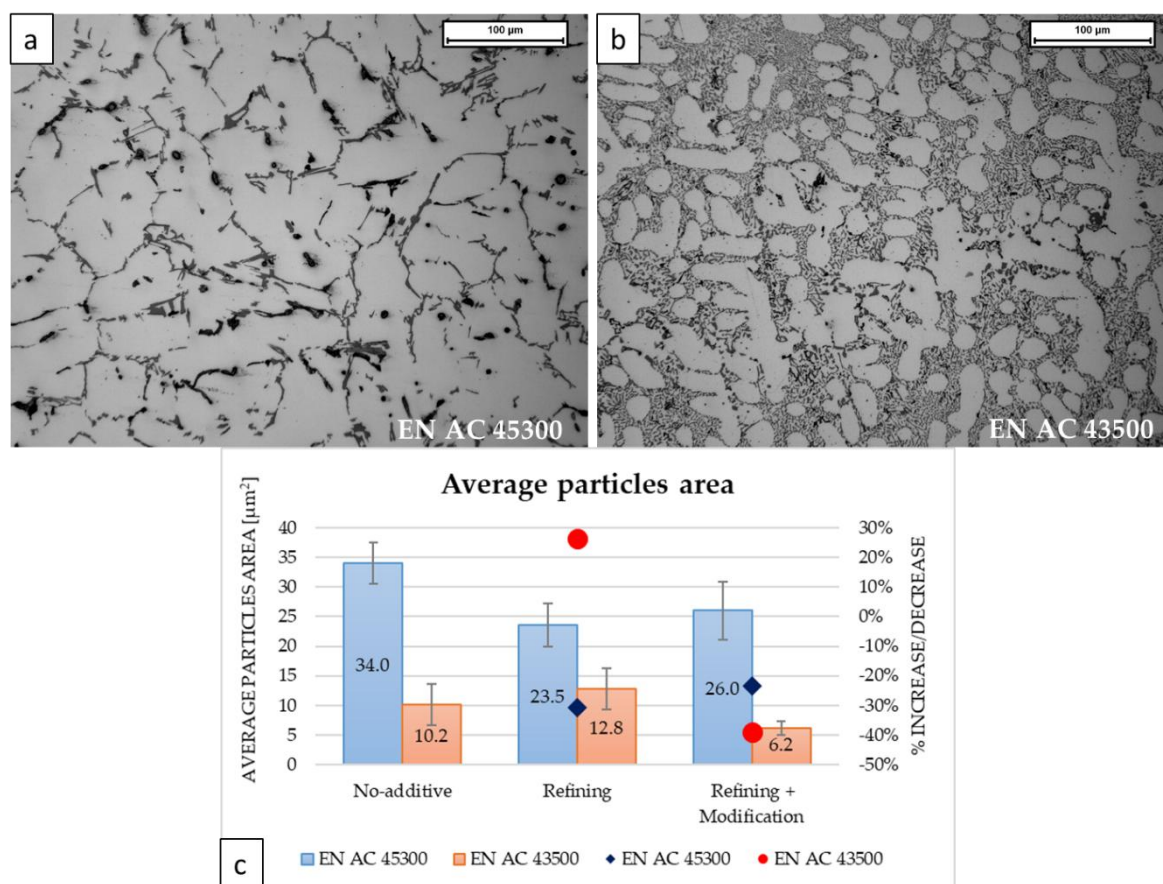 a
100 µm
EN AC 45300
b
100 µm
EN AC 43500
Average particles area
AVERAGE PARTICLES AREA [µm²]
40
35
30
25
20
15
10
5
0
34.0
10.2
23.5
12.8
26.0
6.2
30%
20%
10%
0%
-10%
-20%
-30%
-40%
-50%
% INCREASE/DECREASE
No-additive
Refining
Refining +
Modification
c
EN AC 45300
EN AC 43500
EN AC 45300
EN AC 43500